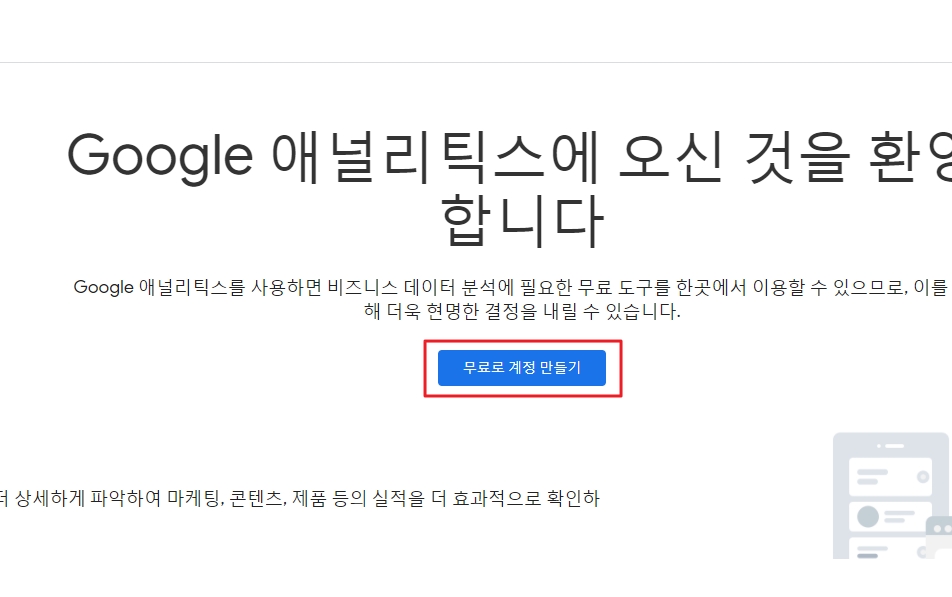 Google 애널리틱스에 오신 것을 환영
합니다
Google 애널리틱스를 사용하면 비즈니스 데이터 분석에 필요한 무료 도구를 한곳에서 이용할 수 있으므로, 이를
해 더욱 현명한 결정을 내릴 수 있습니다.
무료로 계정 만들기
상세하게 파악하여 마케팅, 콘텐츠, 제품 등의 실적을 더 효과적으로 확인하